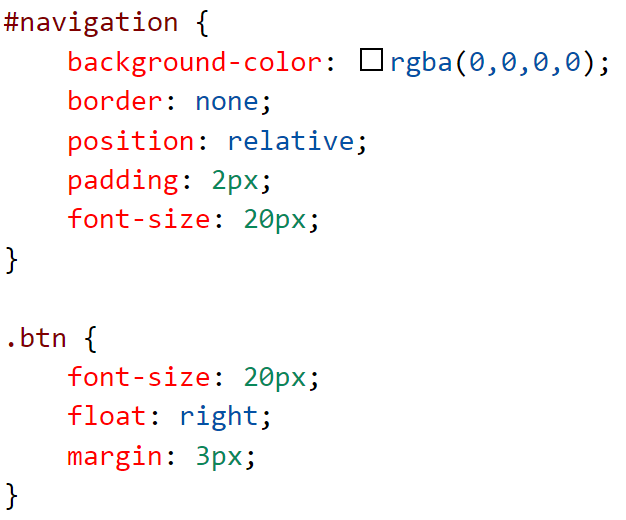 #navigation {
    background-color: rgba(0,0,0,0);
    border: none;
    position: relative;
    padding: 2px;
    font-size: 20px;
}

.btn {
    font-size: 20px;
    float: right;
    margin: 3px;
}